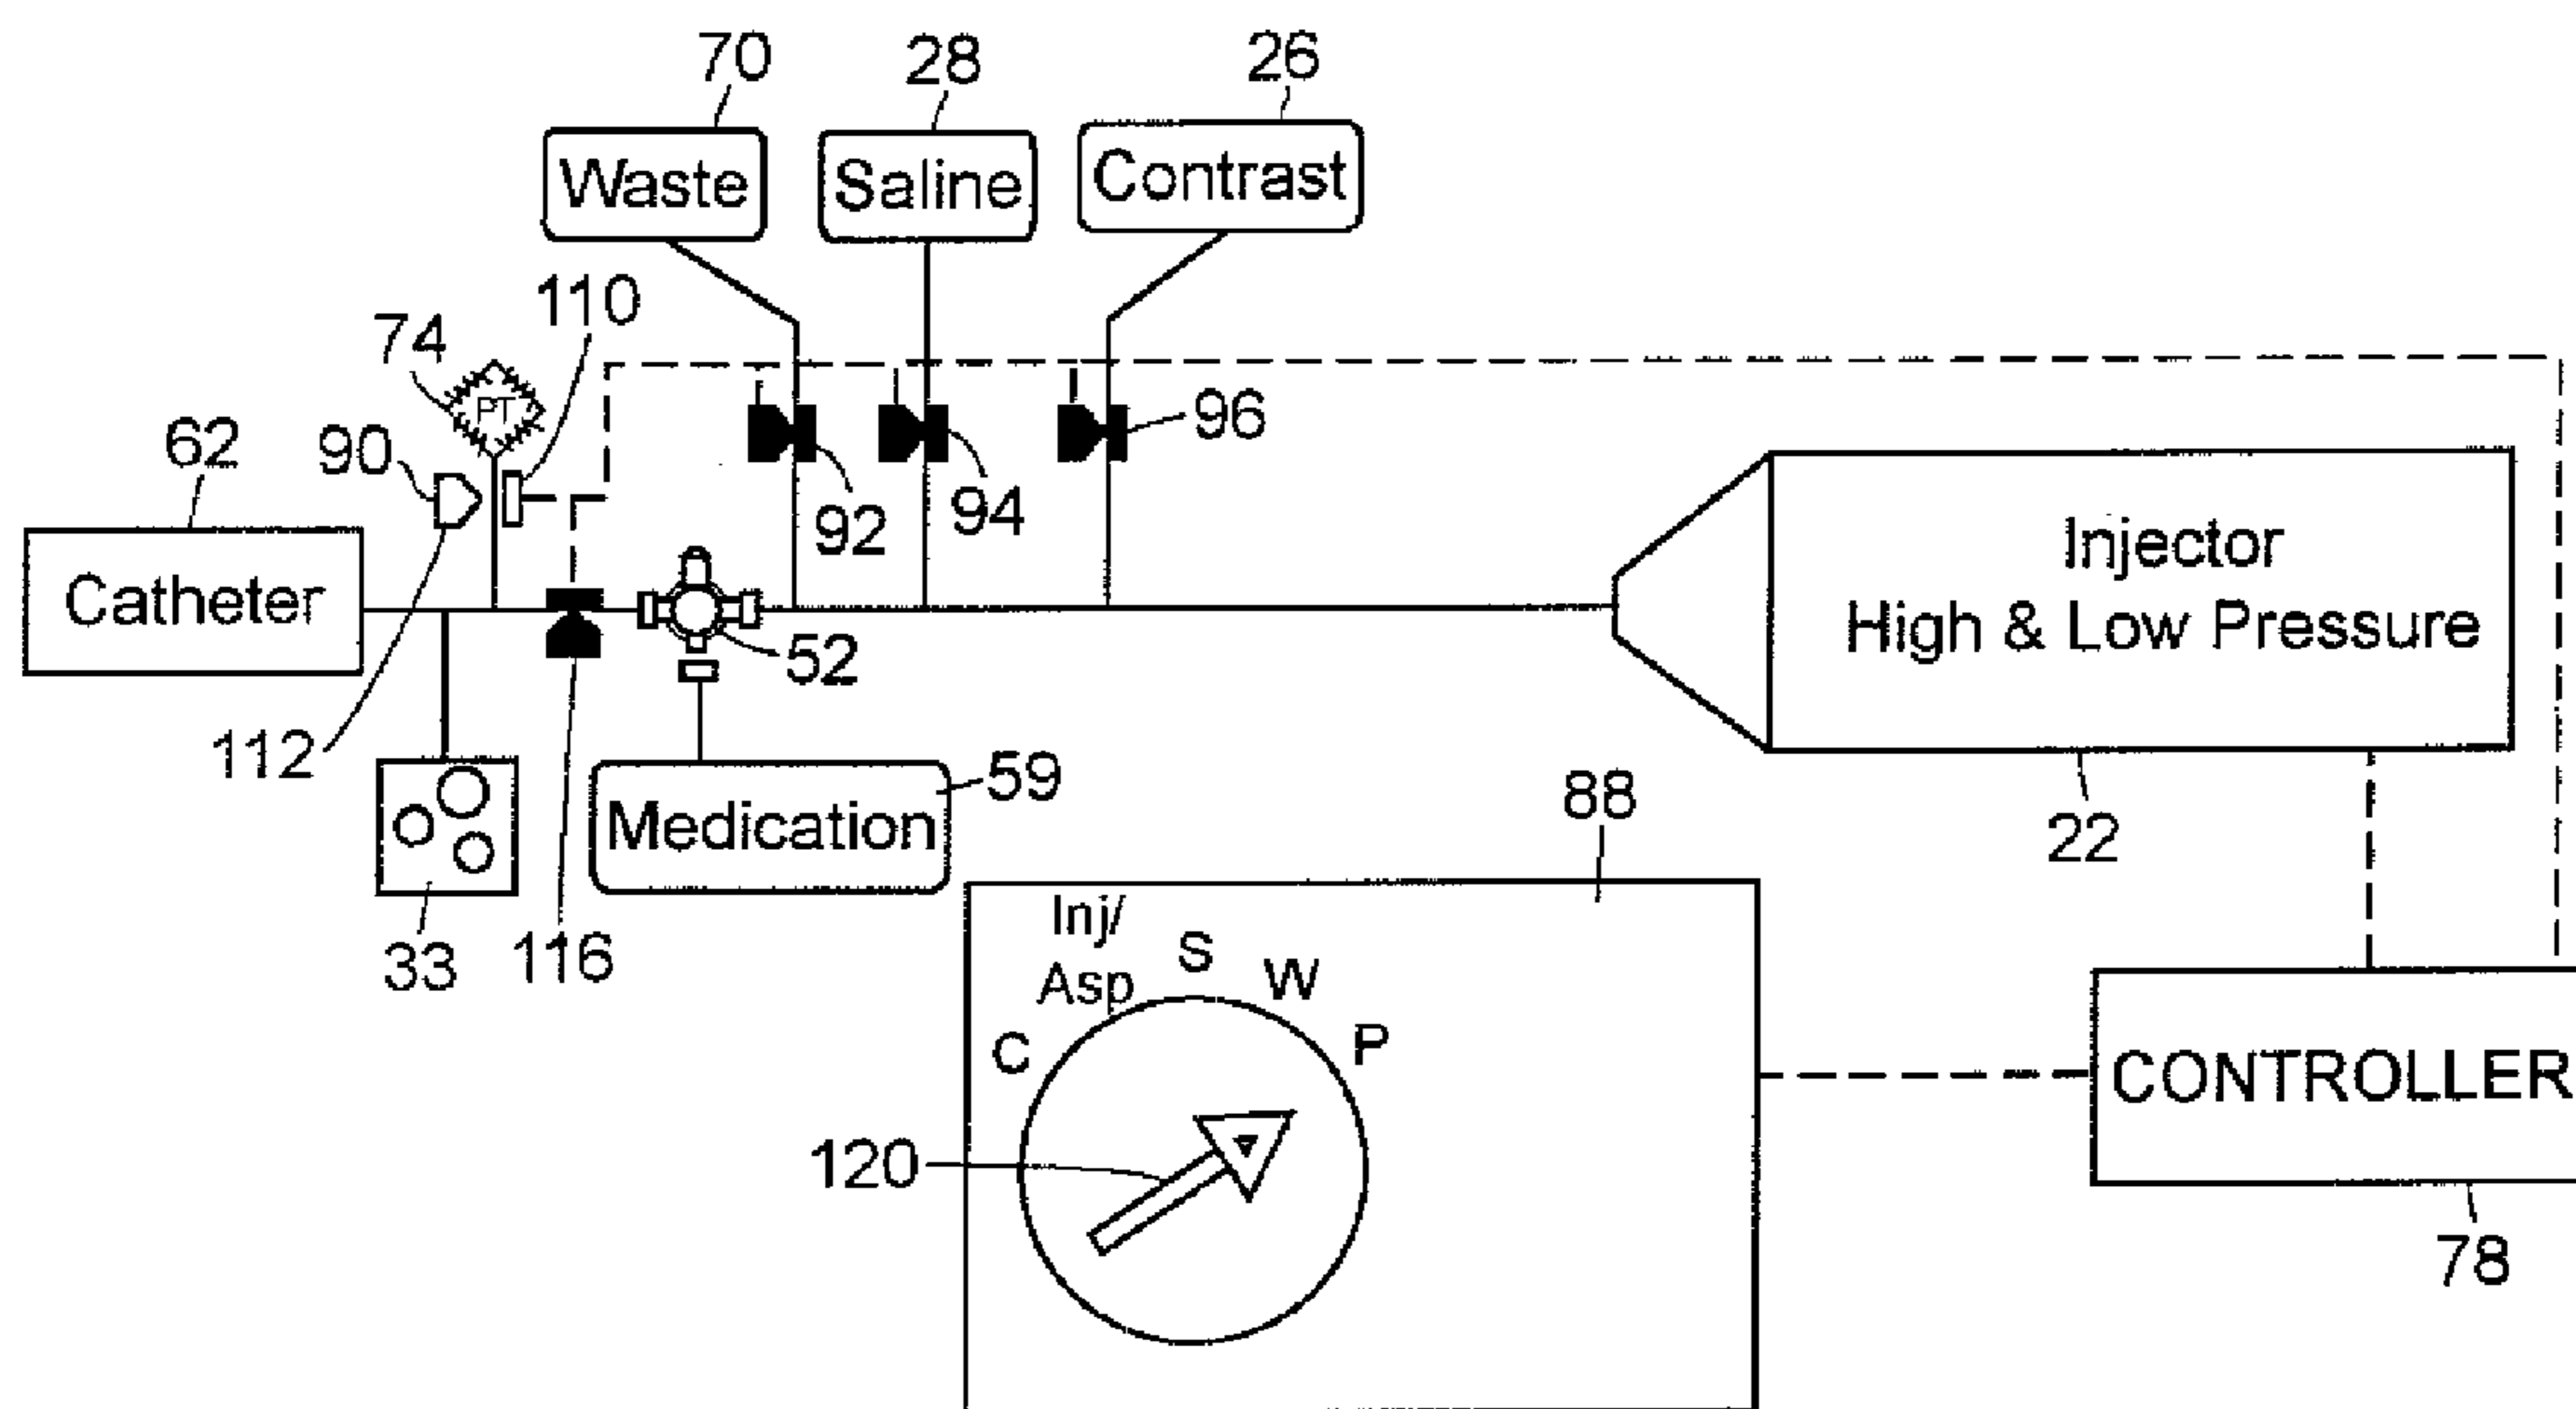 70
28
26
Waste
Saline
Contrast
110
74
PT
90
62
96
92
94
Catheter
Injector
High & Low Pressure
52
112
59
Medication
88
22
33
116
Inj/
Asp
S
W
C
P
CONTROLLER
120
78